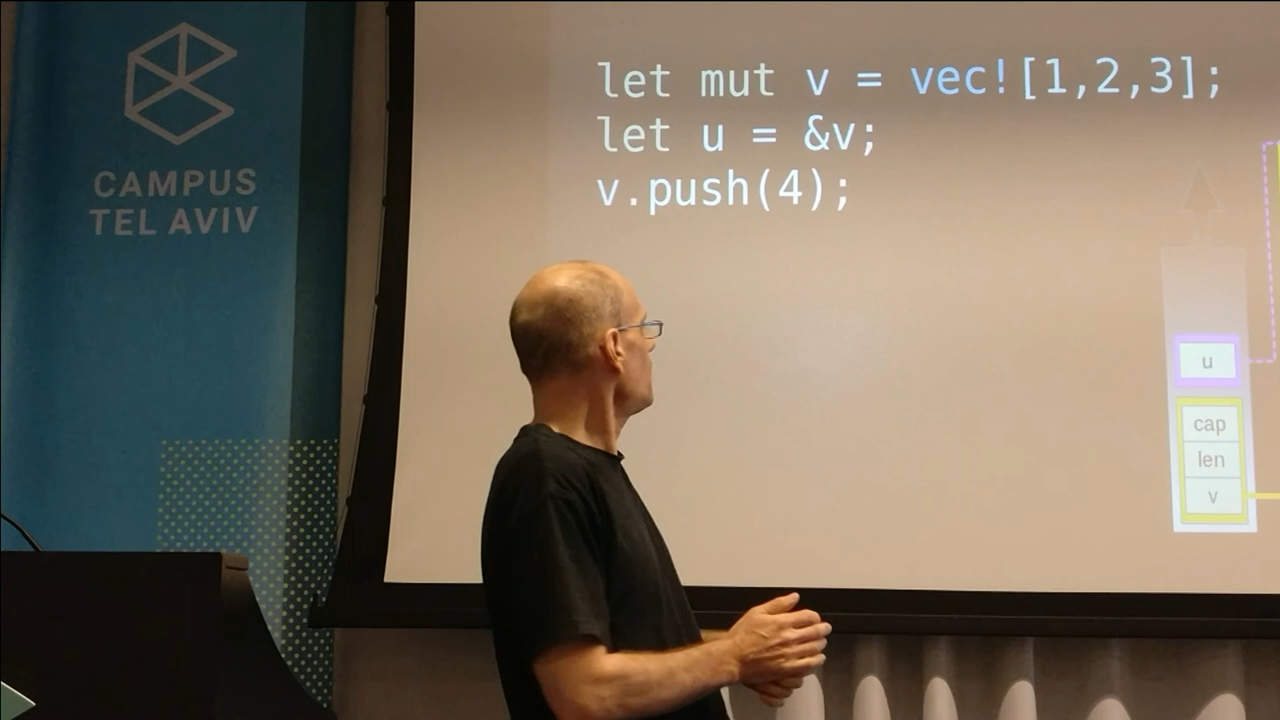 CAMPUS
TEL AVIV
let mut v = vec![1,2,3];
let u = &v;
v.push(4);
u
cap
len
v